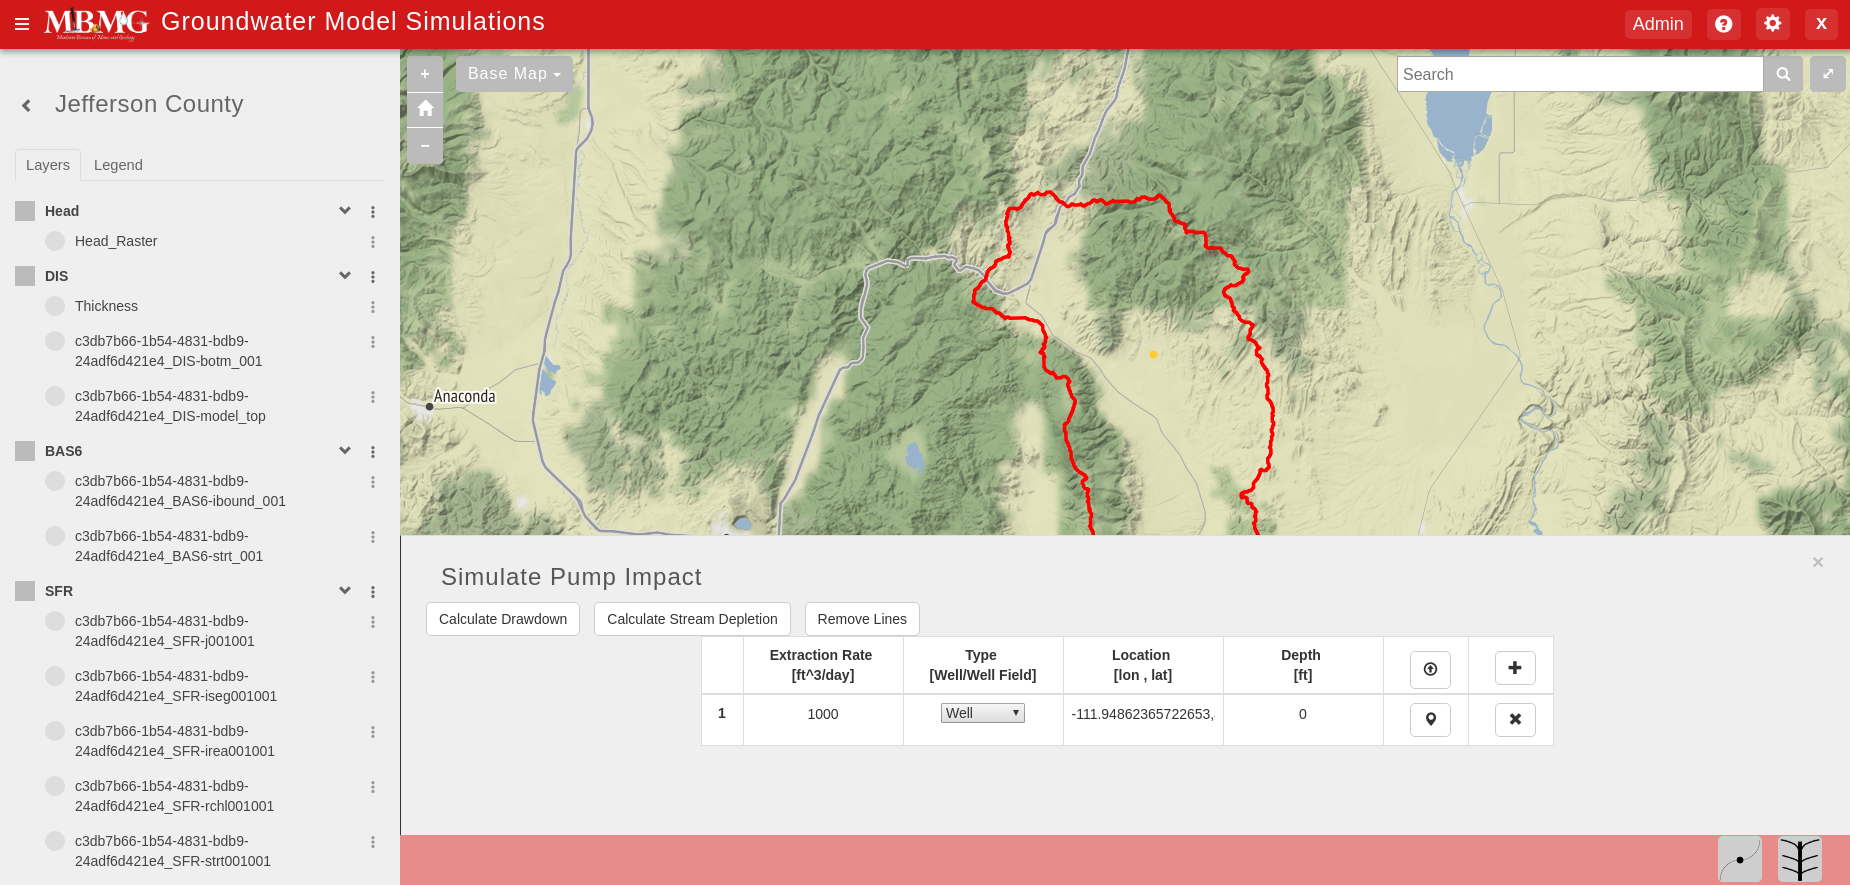 MBMG Groundwater Model Simulations
Admin
x
Jefferson County
Layers Legend
Head
Head_Raster
DIS
Thickness
c3db7b66-1b54-4831-bdb9-
24adf6d421e4_DIS-botm_001
c3db7b66-1b54-4831-bdb9-
24adf6d421e4_DIS-model_top
BAS6
c3db7b66-1b54-4831-bdb9-
24adf6d421e4_BAS6-ibound_001
c3db7b66-1b54-4831-bdb9-
24adf6d421e4_BAS6-strt_001
SFR
c3db7b66-1b54-4831-bdb9-
24adf6d421e4_SFR-j001001
c3db7b66-1b54-4831-bdb9-
24adf6d421e4_SFR-iseg001001
c3db7b66-1b54-4831-bdb9-
24adf6d421e4_SFR-irea001001
c3db7b66-1b54-4831-bdb9-
24adf6d421e4_SFR-rchl001001
c3db7b66-1b54-4831-bdb9-
24adf6d421e4_SFR-strt001001
+
Base Map
−
Search
Anaconda
Simulate Pump Impact
×
Calculate Drawdown Calculate Stream Depletion Remove Lines
Extraction Rate Type Location Depth
[ft^3/day] [Well/Well Field] [lon , lat] [ft]
1 1000 Well -111.94862365722653, 0